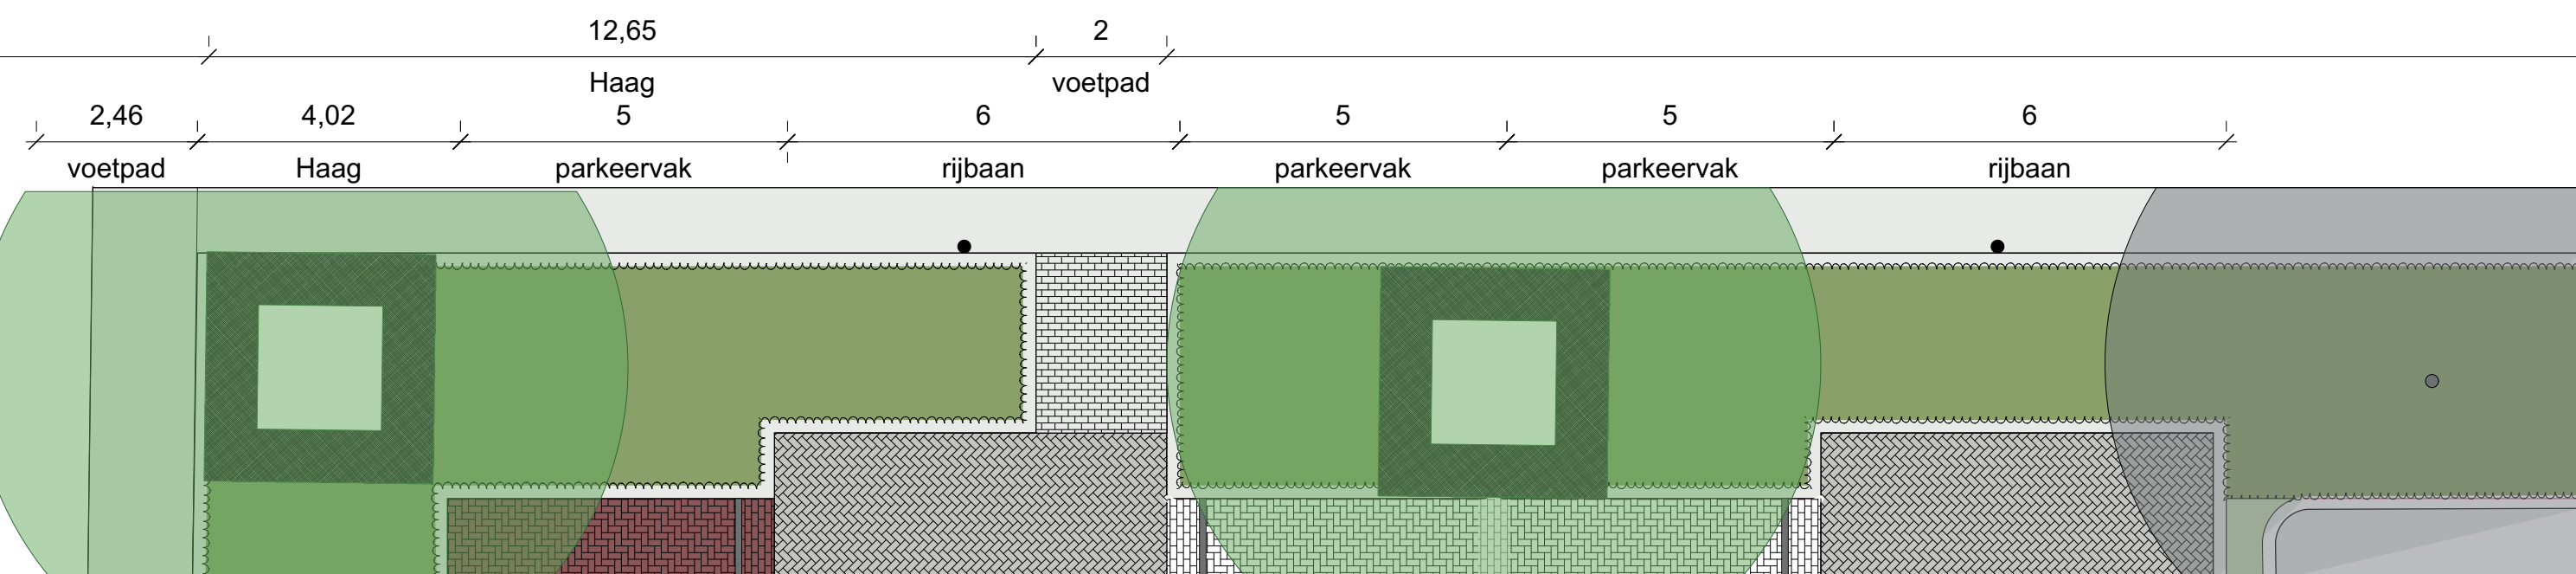 12,65 2
Haag voetpad
2,46 4,02 5 6 5 5 6
voetpad Haag parkeervak rijbaan parkeervak parkeervak rijbaan